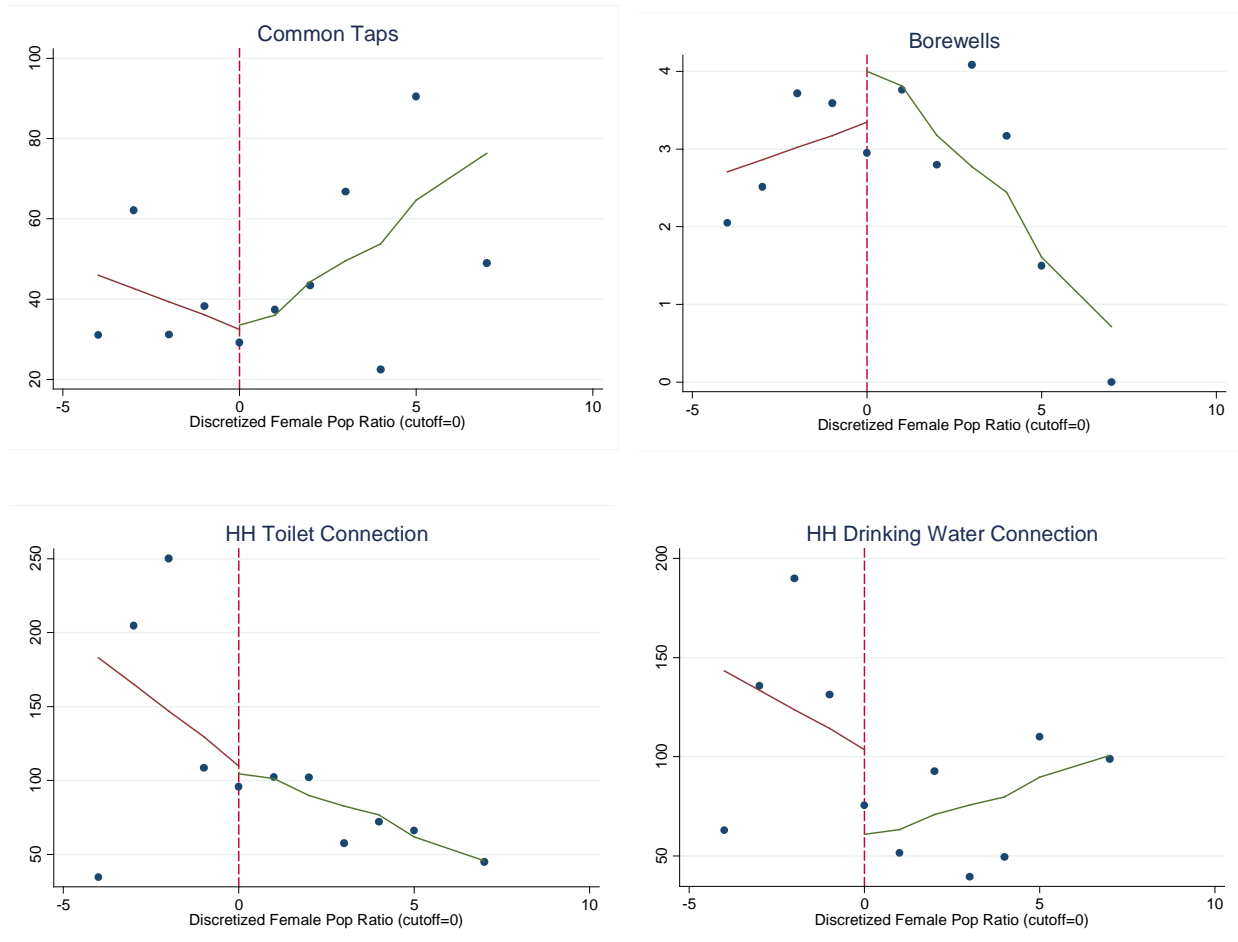 Common Taps
100
80
60
40
20
-5 0 5 10
Discretized Female Pop Ratio (cutoff=0)
Borewells
4
3
2
1
0
-5 0 5 10
Discretized Female Pop Ratio (cutoff=0)
HH Toilet Connection
250
200
150
100
50
-5 0 5 10
Discretized Female Pop Ratio (cutoff=0)
HH Drinking Water Connection
200
150
100
50
-5 0 5 10
Discretized Female Pop Ratio (cutoff=0)